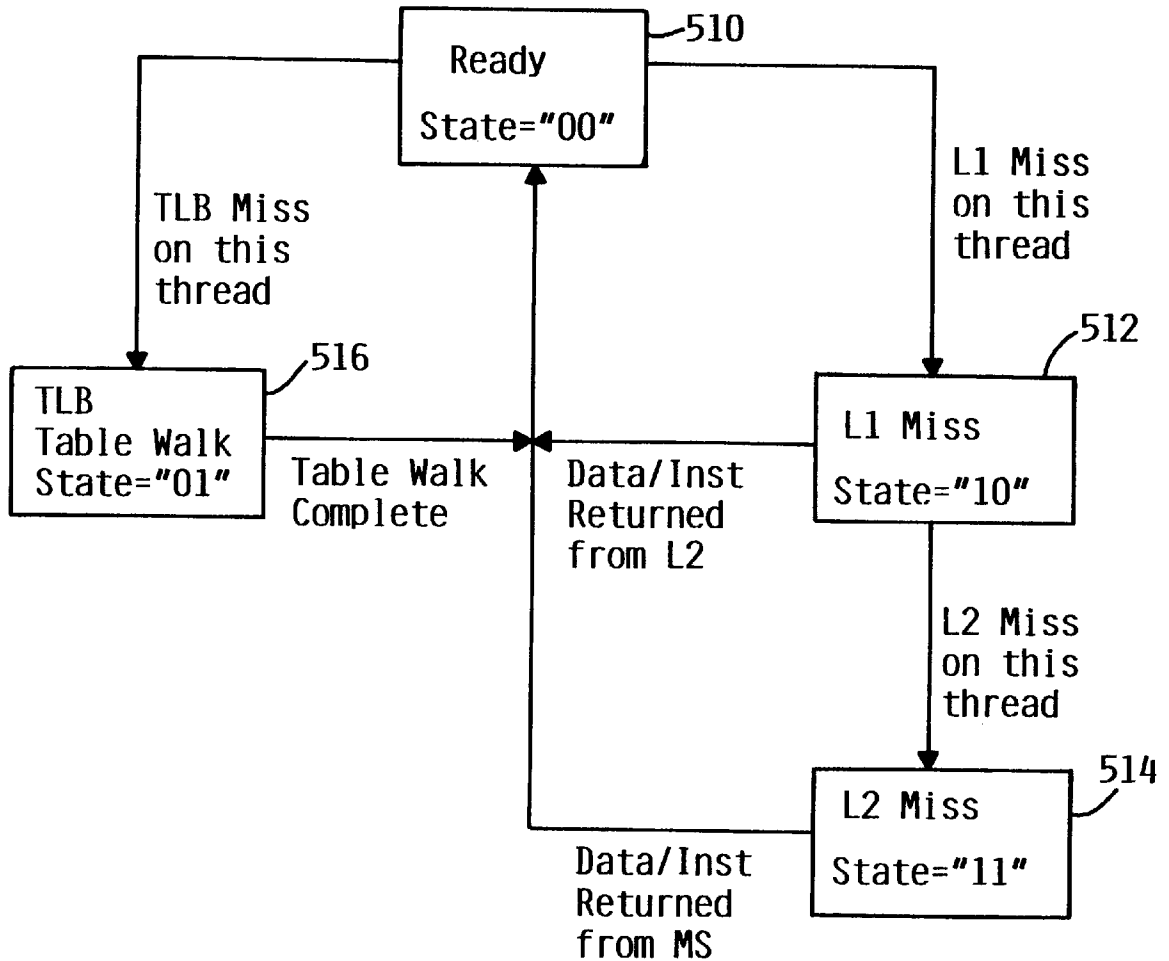 510
Ready
State="00"
TLB Miss
on this
thread
L1 Miss
on this
thread
516
512
TLB
Table Walk
State="01"
Table Walk
Complete
Data/Inst
Returned
from L2
L1 Miss
State="10"
L2 Miss
on this
thread
514
L2 Miss
State="11"
Data/Inst
Returned
from MS